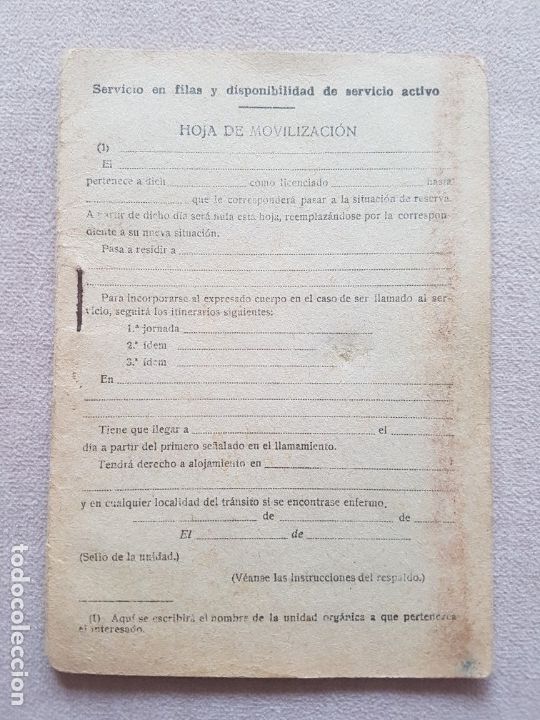 Servicio en filas y disponibilidad de servicio activo
HOJA DE MOVILIZACIÓN
(1)
El
pertenece a dich como licenciado hasta
que le corresponderá pasar a la situación de reserva.
A partir de dicho día será nula esta hoja, reemplazándose por la correspon-
diente a su nueva situación.
Pasa a residir a
Para incorporarse al expresado cuerpo en el caso de ser llamado al ser-
vicio, seguirá los itinerarios siguientes:
1.ª jornada
2.ª ídem
3.ª ídem
En
Tiene que llegar a el
día a partir del primero señalado en el llamamiento.
Tendrá derecho a alojamiento en
y en cualquier localidad del tránsito si se encontrase enfermo.
de de
El de
(Sello de la unidad.)
(Véanse las instrucciones del respaldo.)
(1) Aquí se escribirá el nombre de la unidad orgánica a que pertenezca
el interesado.
todocoleccion